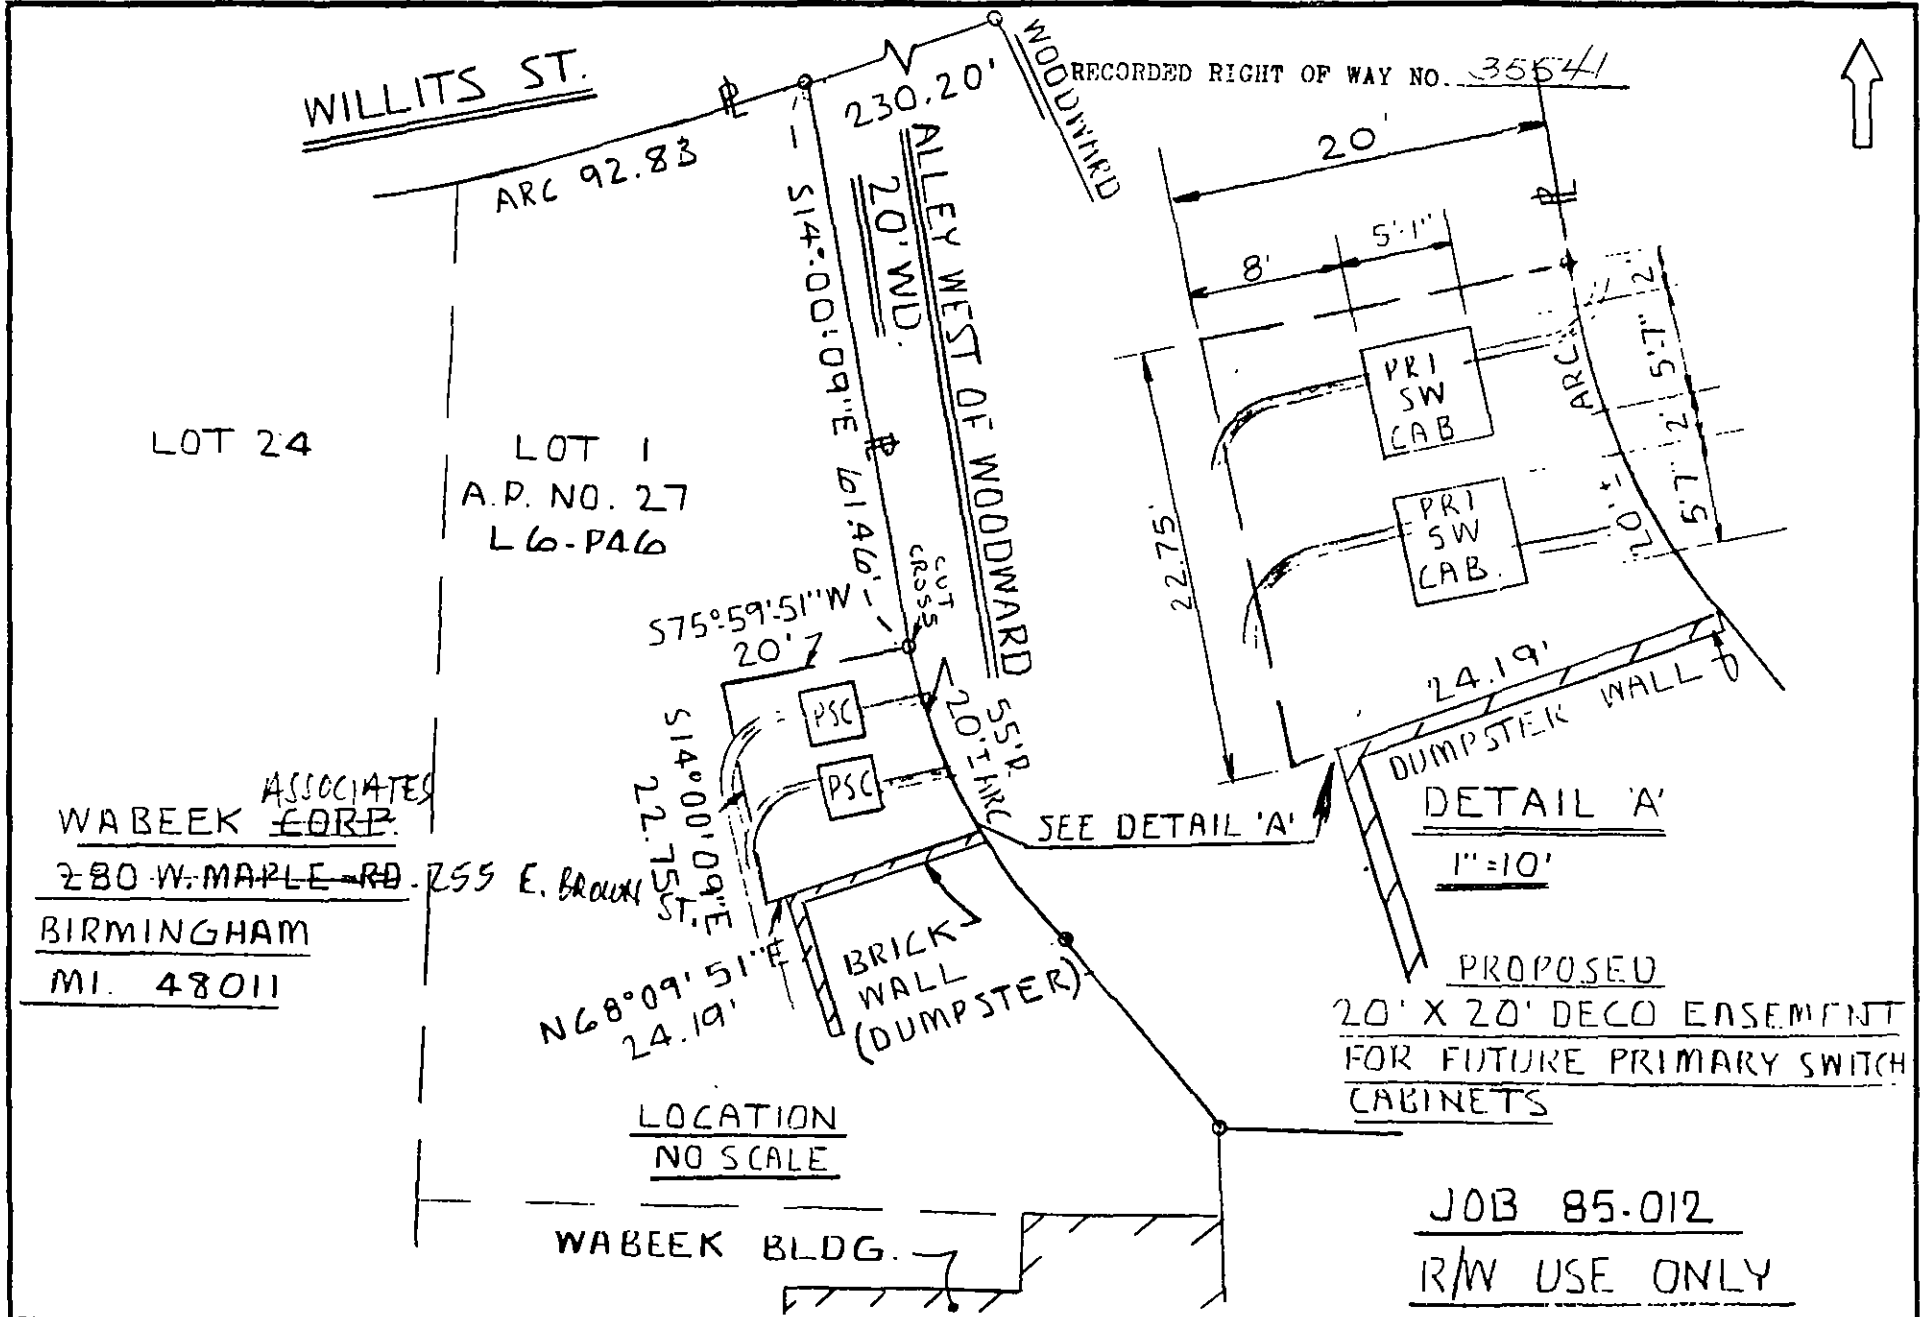 WILLITS ST.
ARC 92.83
230.20'
WOODWARD
RECORDED RIGHT OF WAY NO. 35541
ALLEY WEST OF WOODWARD
20' WID.
S14°00'09"E 61.46'
CUT
CROSS
LOT 24
LOT 1
A.P. NO. 27
L6-P46
S75°59'51"W
20'
PSC
PSC
S14°00'09"E
22.75'
55'R
20'± ARC
SEE DETAIL 'A'
ASSOCIATES
WABEEK CORP.
280 W. MAPLE RD. 255 E. BROWN ST.
BIRMINGHAM
MI. 48011
N68°09'51"E
24.19'
BRICK
WALL
(DUMPSTER)
LOCATION
NO SCALE
WABEEK BLDG.
20'
8'
5'-1"
PL
2'
5'-7"
2'
5'7
ARC
20'±
PRI
SW
CAB
PRI
SW
CAB.
22.75'
24.19'
DUMPSTER WALL
DETAIL 'A'
1"=10'
PROPOSED
20' X 20' DECO EASEMENT
FOR FUTURE PRIMARY SWITCH
CABINETS
JOB 85-012
R/W USE ONLY